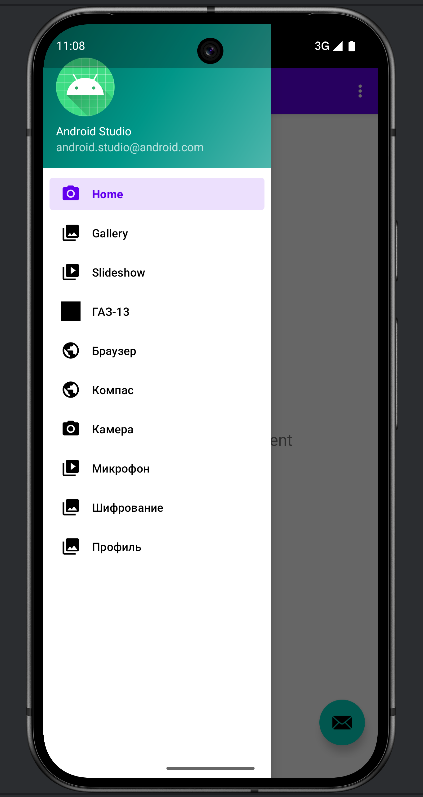 11:08
3G
Android Studio
android.studio@android.com
Home
Gallery
Slideshow
ГАЗ-13
Браузер
Компас
ent
Камера
Микрофон
Шифрование
Профиль